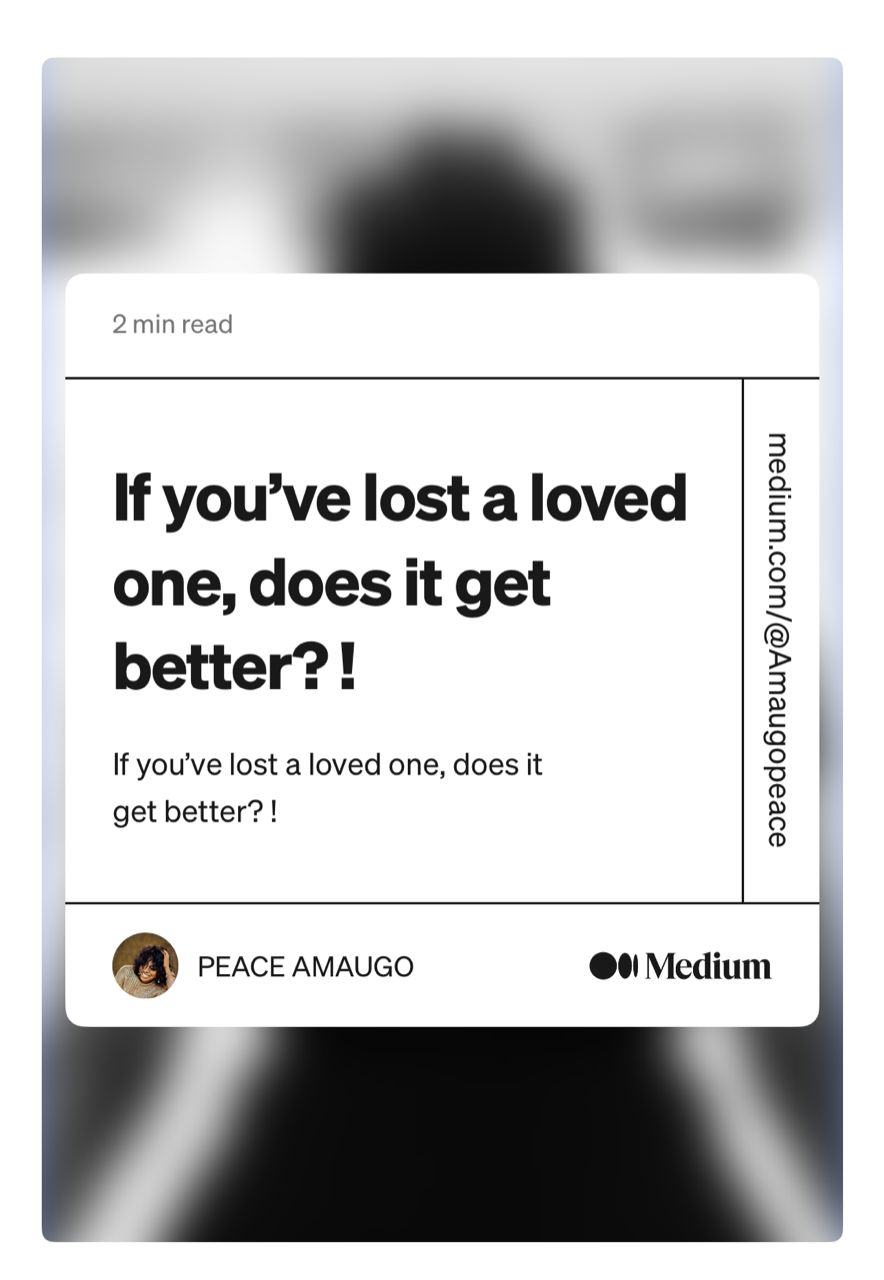 2 min read
If you’ve lost a loved
one, does it get
better? !
If you’ve lost a loved one, does it
get better? !
medium.com/@Amaugopeace
PEACE AMAUGO
Medium